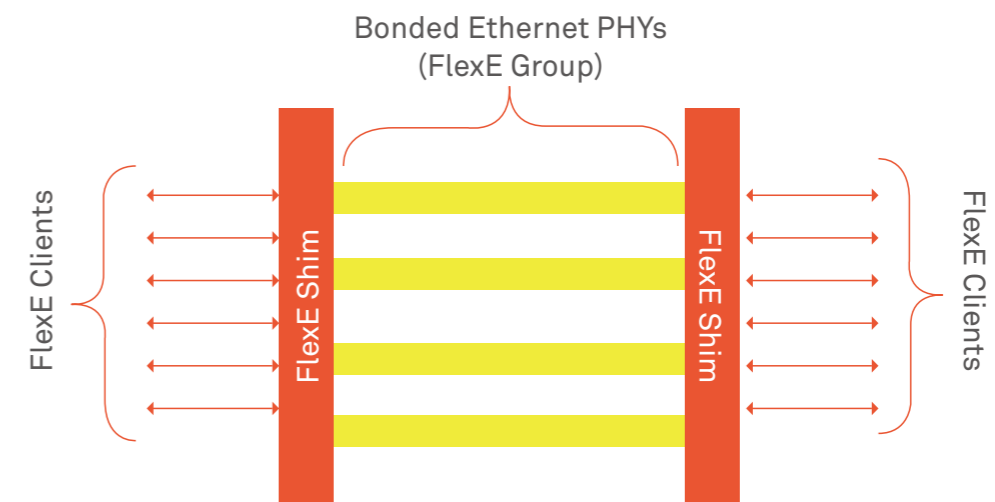 Bonded Ethernet PHYs
(FlexE Group)
FlexE Clients
FlexE Shim
FlexE Shim
FlexE Clients